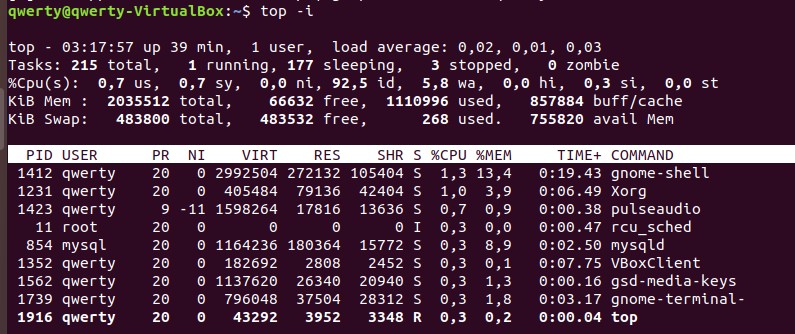 qwerty@qwerty-VirtualBox:~$ top -i
top - 03:17:57 up 39 min,  1 user,  load average: 0,02, 0,01, 0,03
Tasks: 215 total,   1 running, 177 sleeping,   3 stopped,   0 zombie
%Cpu(s):  0,7 us,  0,7 sy,  0,0 ni, 92,5 id,  5,8 wa,  0,0 hi,  0,3 si,  0,0 st
KiB Mem :  2035512 total,    66632 free,  1110996 used,   857884 buff/cache
KiB Swap:   483800 total,   483532 free,      268 used.   755820 avail Mem
PID USER      PR  NI    VIRT    RES    SHR S %CPU %MEM     TIME+ COMMAND
1412 qwerty    20   0 2992504 272132 105404 S  1,3 13,4   0:19.43 gnome-shell
1231 qwerty    20   0  405484  79136  42404 S  1,0  3,9   0:06.49 Xorg
1423 qwerty     9 -11 1598264  17816  13636 S  0,7  0,9   0:00.38 pulseaudio
11 root      20   0       0      0      0 I  0,3  0,0   0:00.47 rcu_sched
854 mysql     20   0 1164236 180364  15772 S  0,3  8,9   0:02.50 mysqld
1352 qwerty    20   0  182692   2808   2452 S  0,3  0,1   0:07.75 VBoxClient
1562 qwerty    20   0 1137620  26340  20940 S  0,3  1,3   0:00.16 gsd-media-keys
1739 qwerty    20   0  796048  37504  28312 S  0,3  1,8   0:03.17 gnome-terminal-
1916 qwerty    20   0   43292   3952   3348 R  0,3  0,2   0:00.04 top